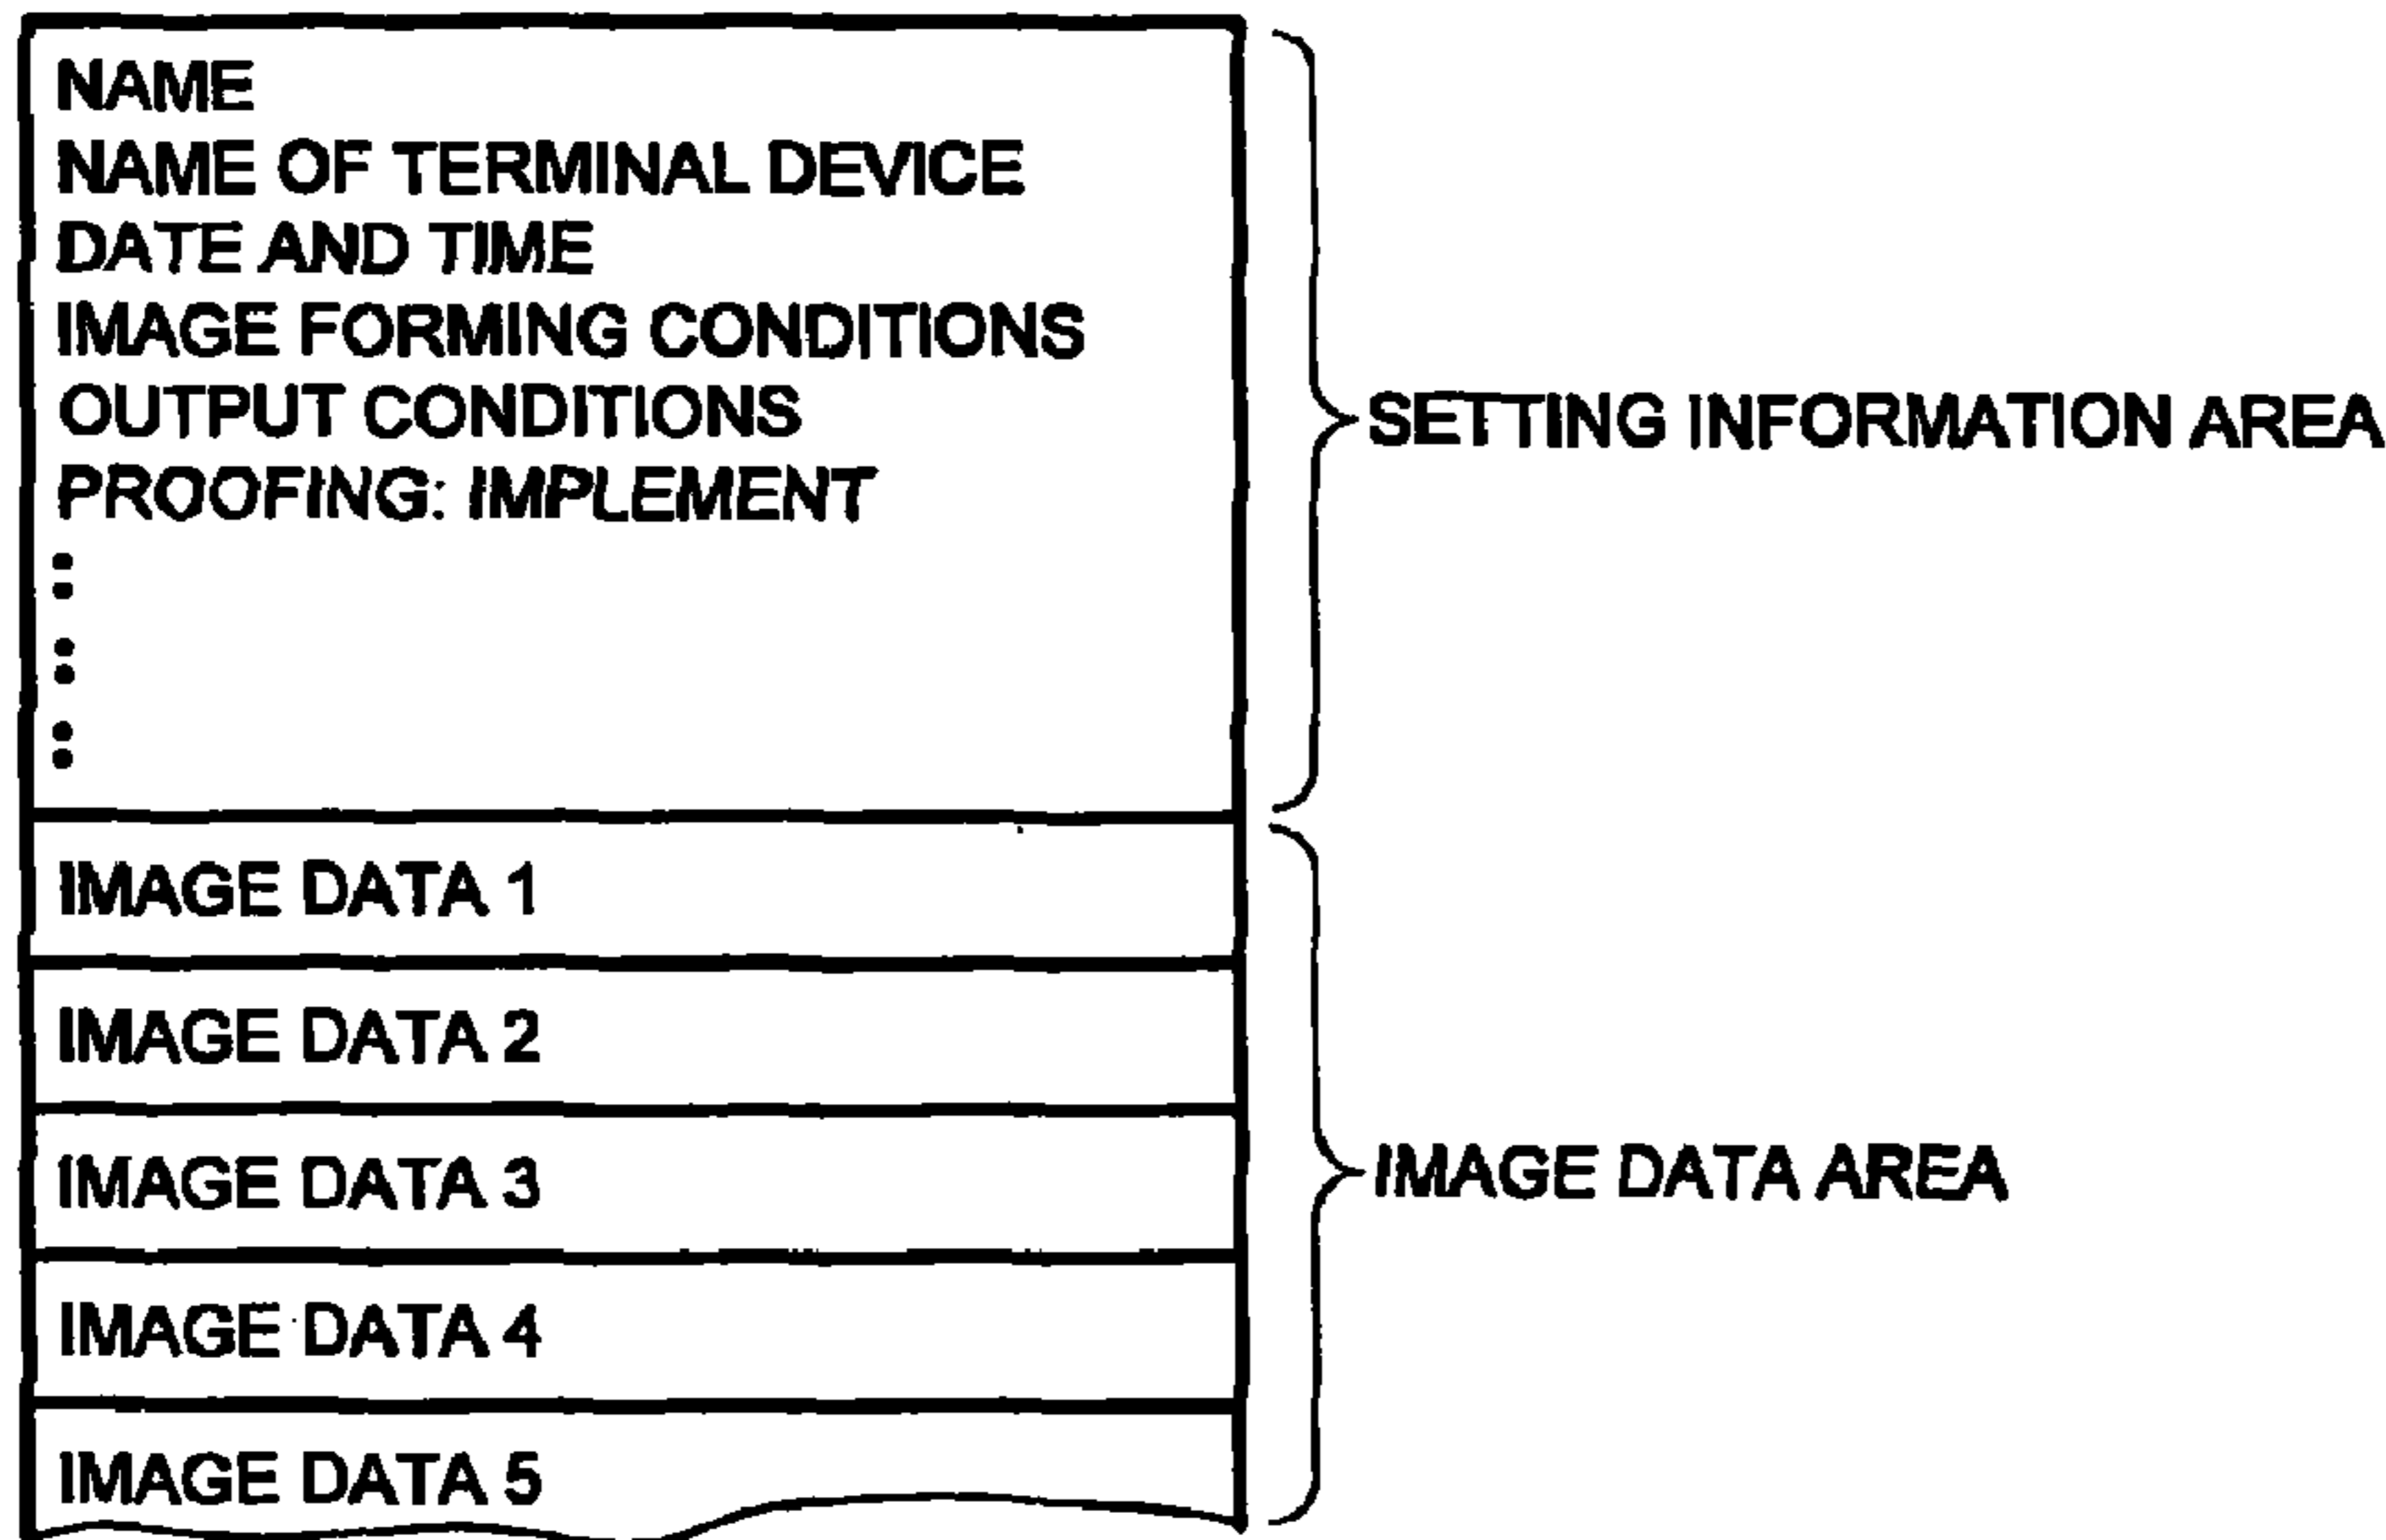 NAME
NAME OF TERMINAL DEVICE
DATE AND TIME
IMAGE FORMING CONDITIONS
OUTPUT CONDITIONS
PROOFING: IMPLEMENT
:
:
:
SETTING INFORMATION AREA
IMAGE DATA 1
IMAGE DATA 2
IMAGE DATA 3
IMAGE DATA 4
IMAGE DATA 5
IMAGE DATA AREA